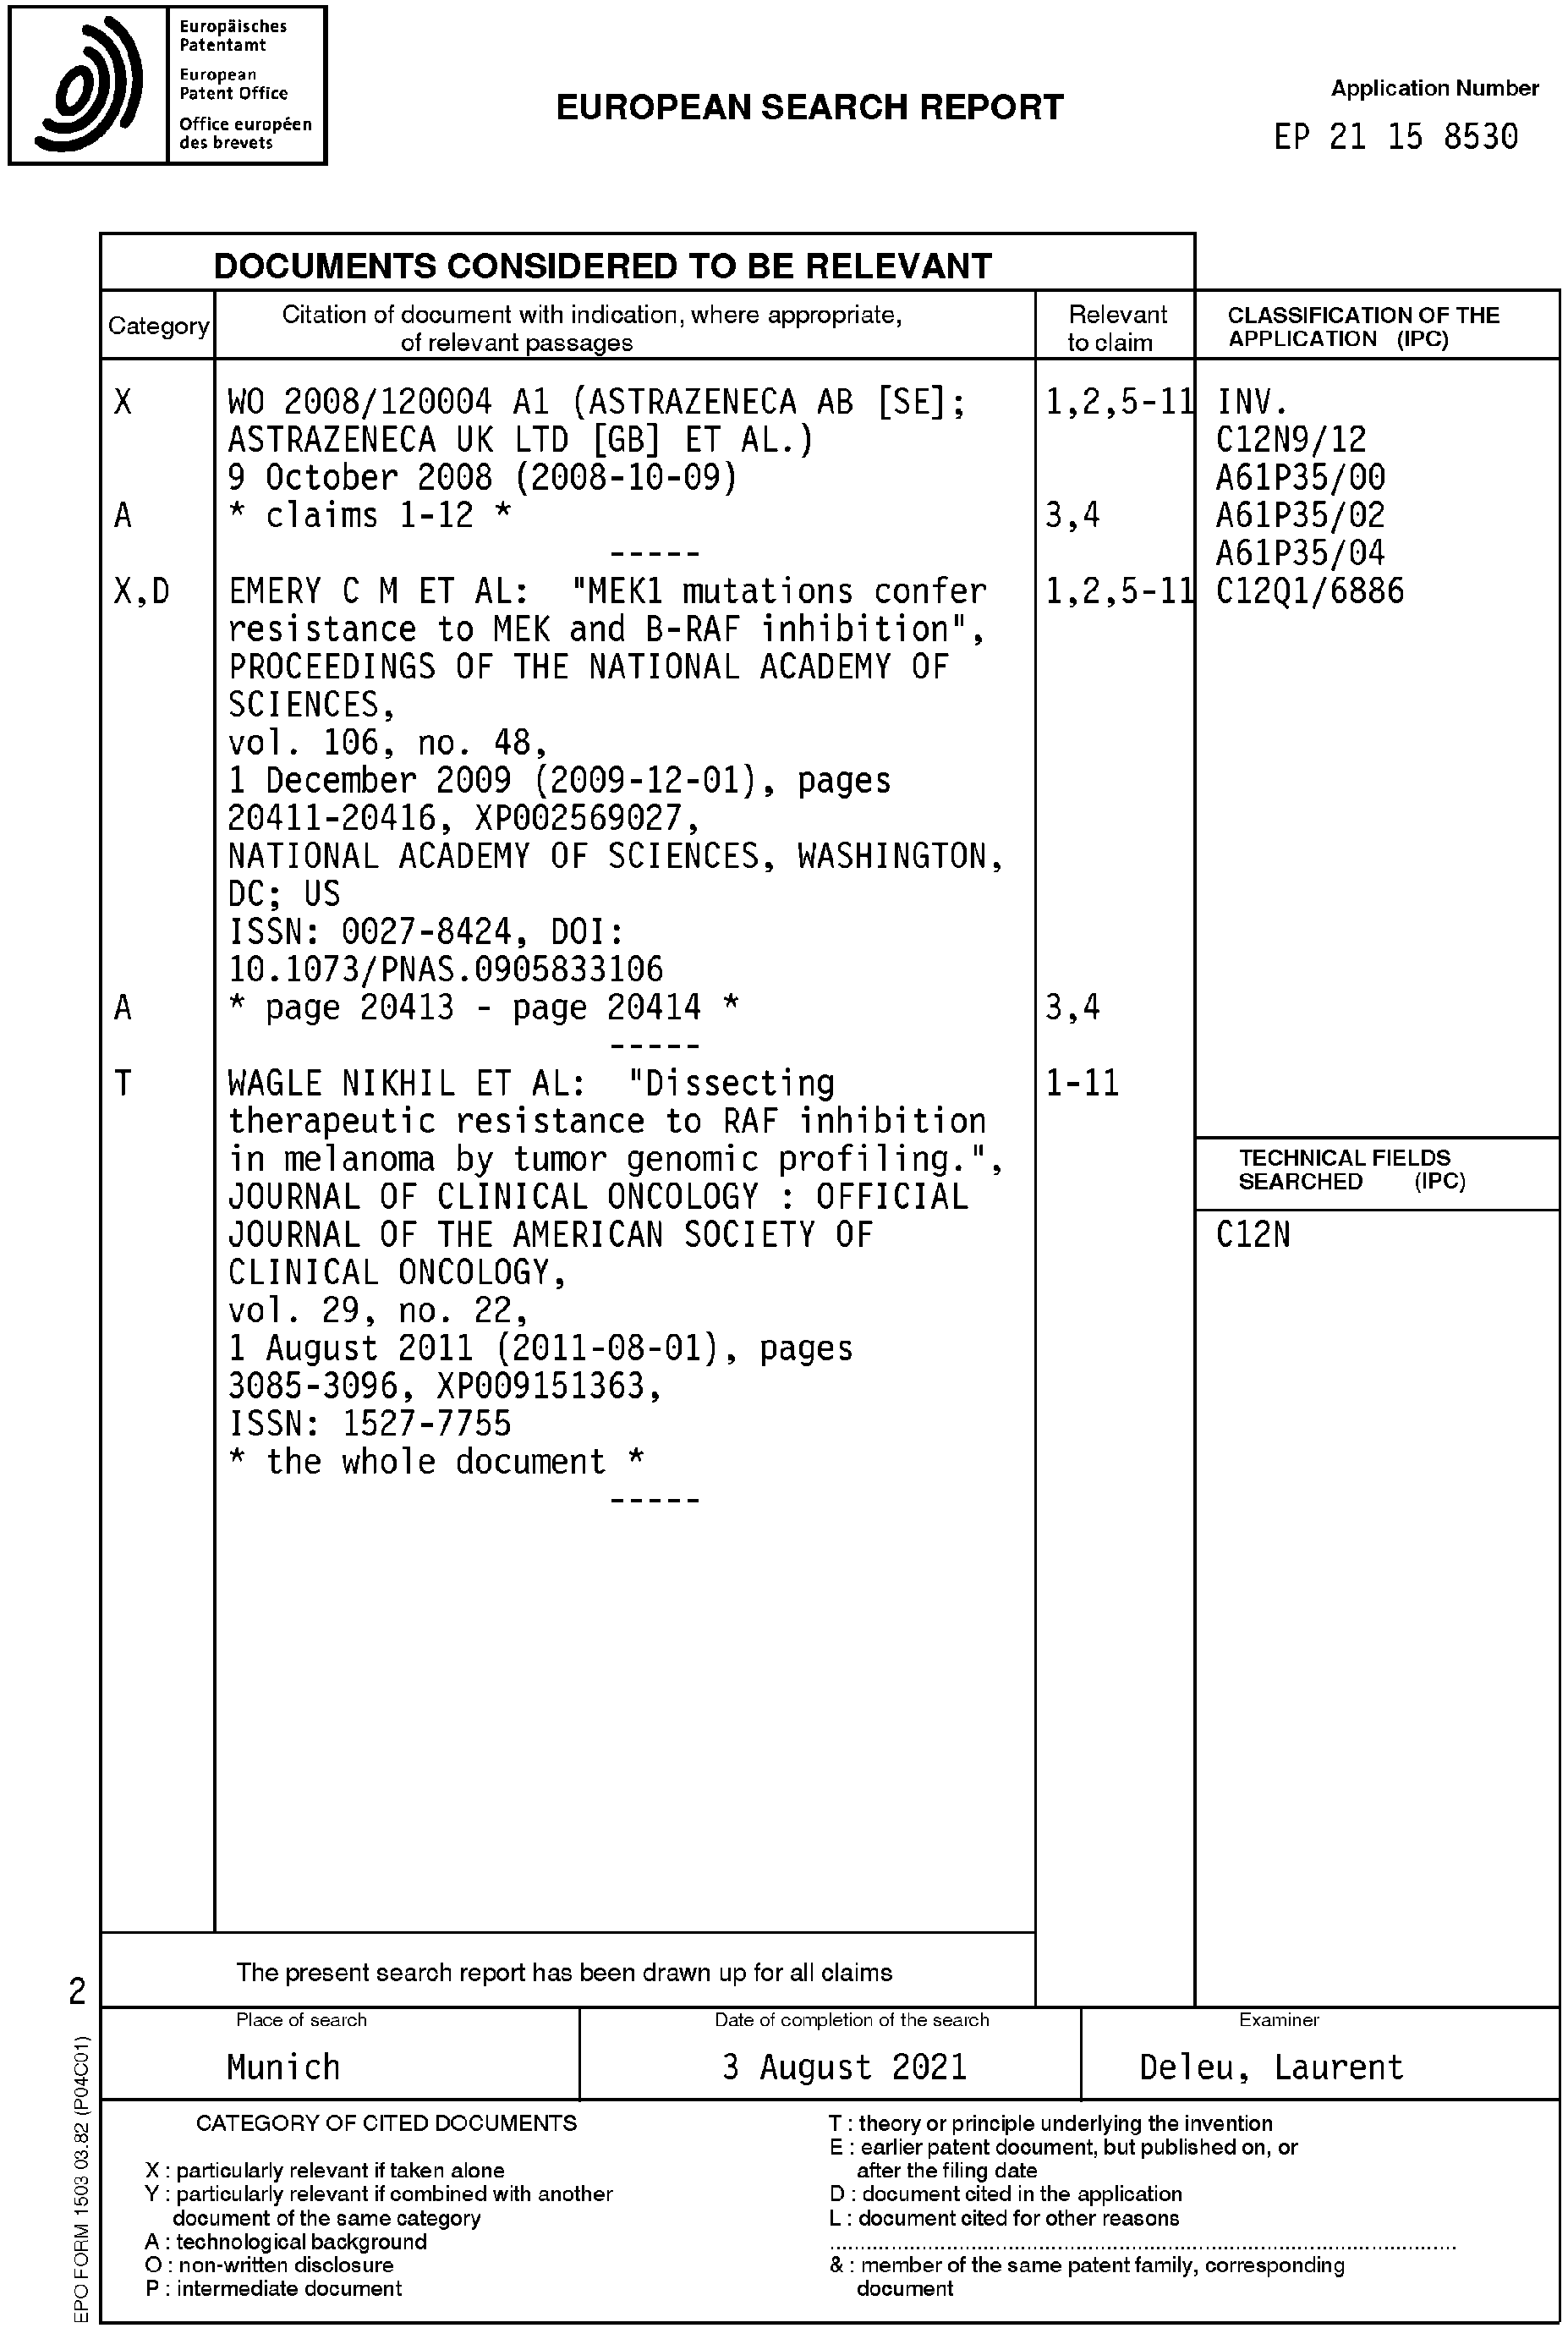 Europäisches
Patentamt
European
Patent Office
Office européen
des brevets
EUROPEAN SEARCH REPORT
Application Number
EP 21 15 8530
DOCUMENTS CONSIDERED TO BE RELEVANT
Category
Citation of document with indication, where appropriate,
of relevant passages
Relevant
to claim
CLASSIFICATION OF THE
APPLICATION (IPC)
X WO 2008/120004 A1 (ASTRAZENECA AB [SE]; 1,2,5-11 INV.
ASTRAZENECA UK LTD [GB] ET AL.) C12N9/12
9 October 2008 (2008-10-09) A61P35/00
A * claims 1-12 * 3,4 A61P35/02
----- A61P35/04
X,D EMERY C M ET AL: "MEK1 mutations confer 1,2,5-11 C12Q1/6886
resistance to MEK and B-RAF inhibition",
PROCEEDINGS OF THE NATIONAL ACADEMY OF
SCIENCES,
vol. 106, no. 48,
1 December 2009 (2009-12-01), pages
20411-20416, XP002569027,
NATIONAL ACADEMY OF SCIENCES, WASHINGTON,
DC; US
ISSN: 0027-8424, DOI:
10.1073/PNAS.0905833106
A * page 20413 - page 20414 * 3,4
-----
T WAGLE NIKHIL ET AL: "Dissecting 1-11
therapeutic resistance to RAF inhibition
in melanoma by tumor genomic profiling.",
JOURNAL OF CLINICAL ONCOLOGY : OFFICIAL
JOURNAL OF THE AMERICAN SOCIETY OF
CLINICAL ONCOLOGY,
vol. 29, no. 22,
1 August 2011 (2011-08-01), pages
3085-3096, XP009151363,
ISSN: 1527-7755
* the whole document *
-----
TECHNICAL FIELDS
SEARCHED (IPC)
C12N
The present search report has been drawn up for all claims
2
Place of search
Munich
Date of completion of the search
3 August 2021
Examiner
Deleu, Laurent
CATEGORY OF CITED DOCUMENTS
X : particularly relevant if taken alone
Y : particularly relevant if combined with another
document of the same category
A : technological background
O : non-written disclosure
P : intermediate document
T : theory or principle underlying the invention
E : earlier patent document, but published on, or
after the filing date
D : document cited in the application
L : document cited for other reasons
& : member of the same patent family, corresponding
document
EPO FORM 1503 03.82 (P04C01)